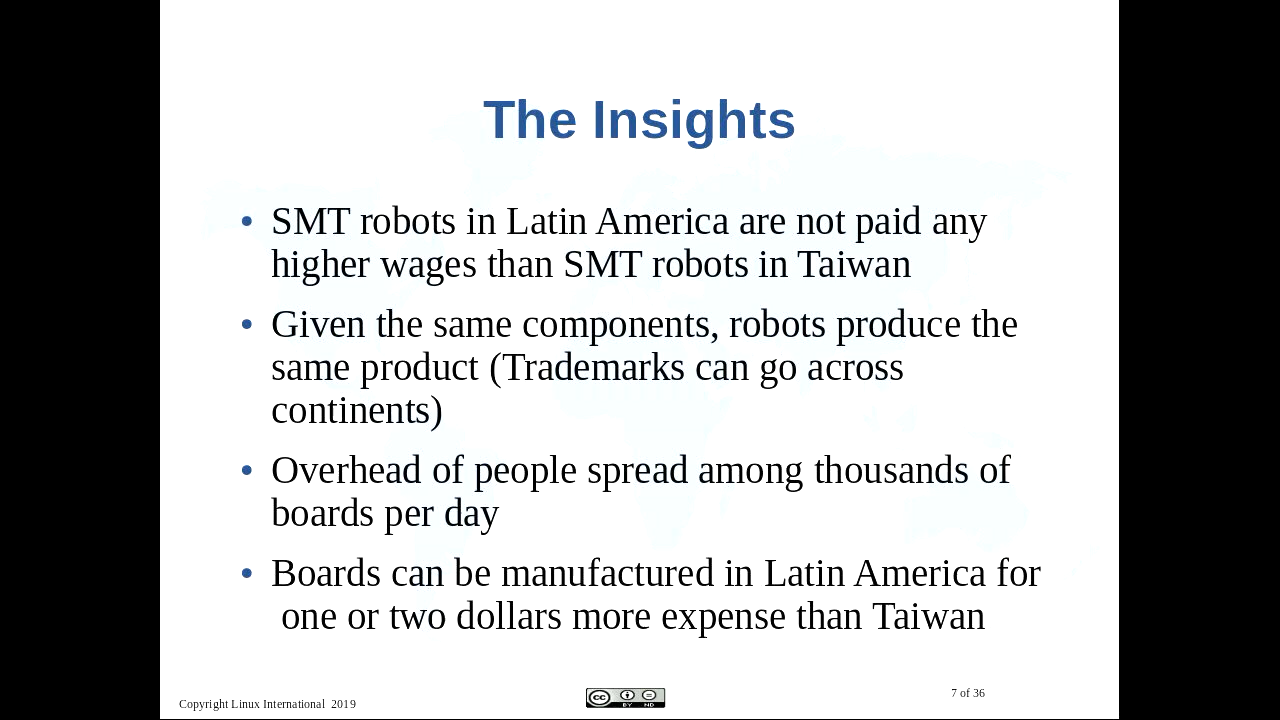 The Insights
• SMT robots in Latin America are not paid any
higher wages than SMT robots in Taiwan
• Given the same components, robots produce the
same product (Trademarks can go across
continents)
• Overhead of people spread among thousands of
boards per day
• Boards can be manufactured in Latin America for
one or two dollars more expense than Taiwan
Copyright Linux International 2019
cc BY ND
7 of 36